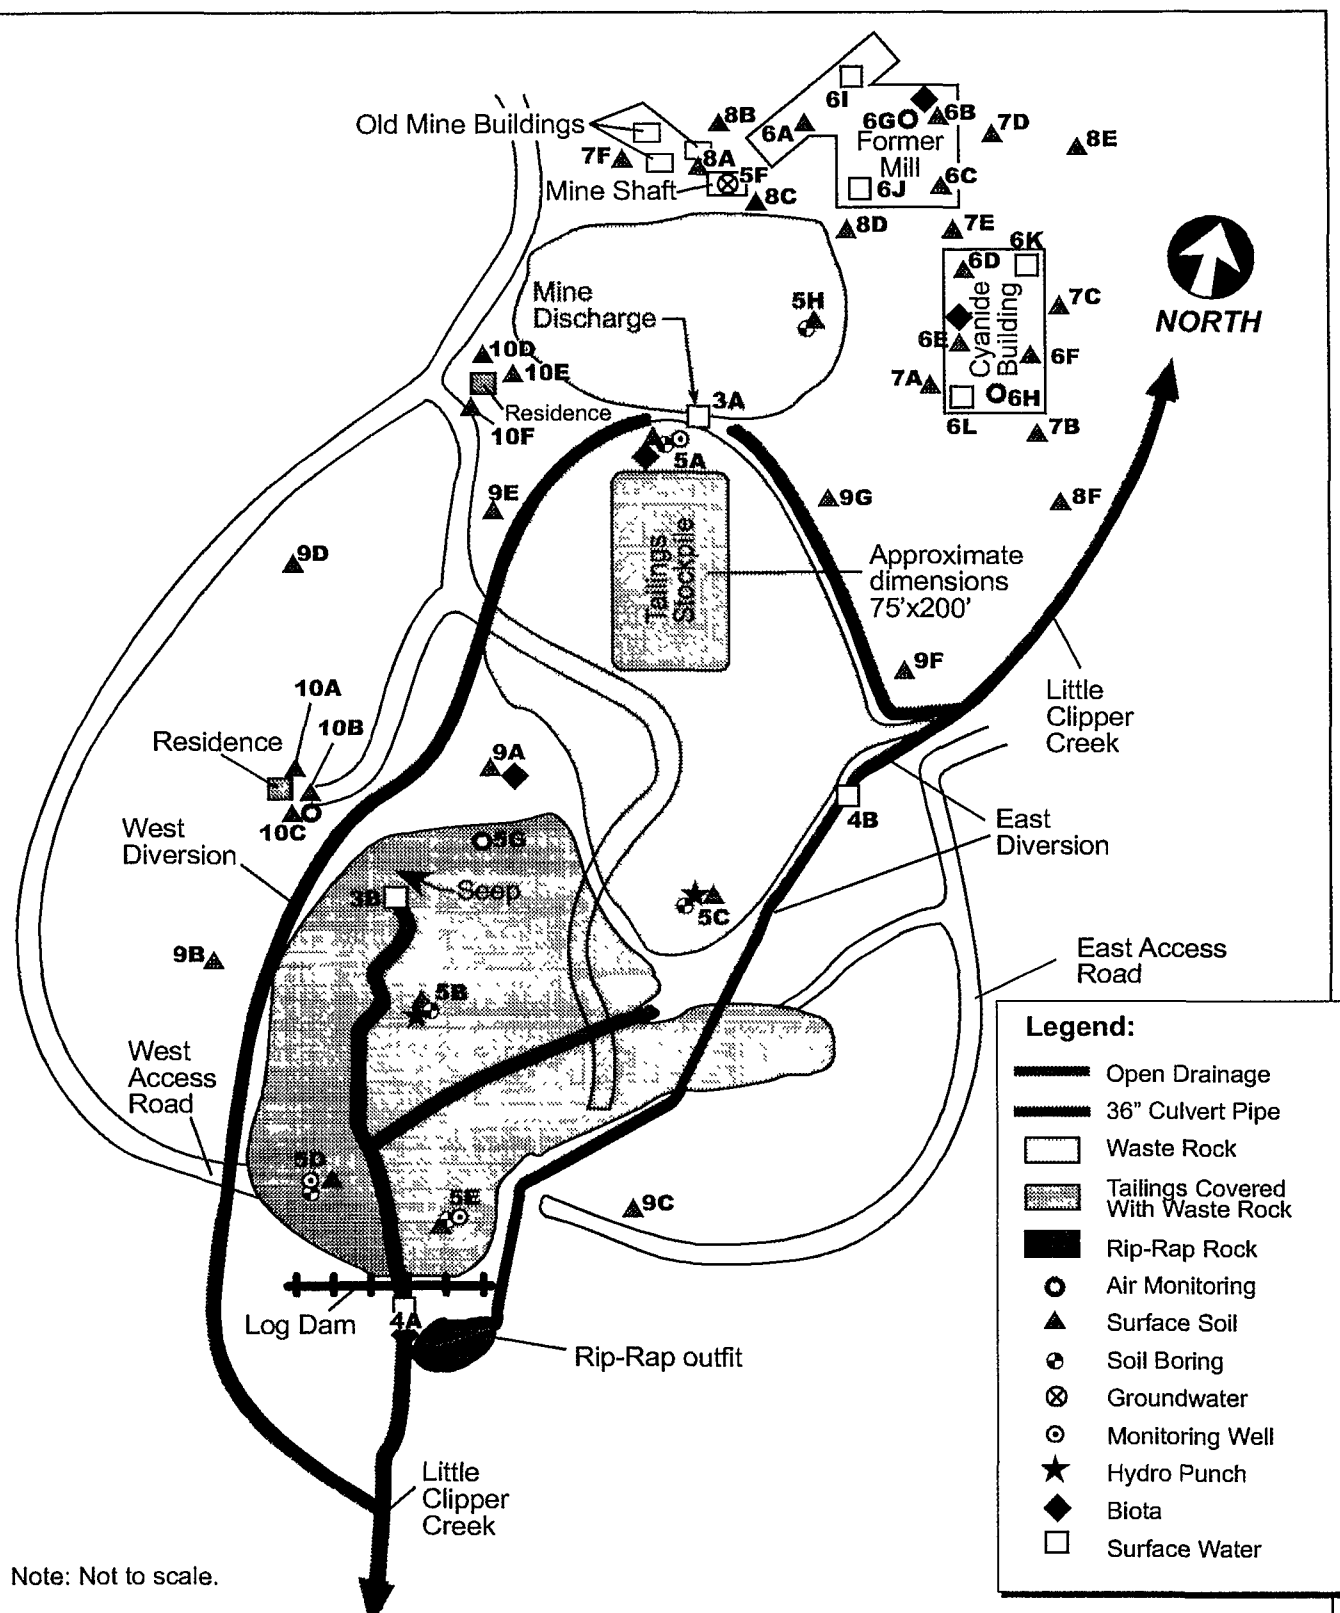 6I
Old Mine Buildings
8B
6A
6G
6B
7D
8E
Former
Mill
7F
8A
5F
Mine Shaft
6J
6C
8C
8D
7E
6K
6D
Mine
Discharge
5H
7C
NORTH
Cyanide
Building
6E
6F
10D
10E
7A
Residence
3A
6H
6L
10F
7B
5A
9E
9G
8F
9D
Tailings
Stockpile
Approximate
dimensions
75'x200'
9F
10A
Little
Clipper
Creek
10B
Residence
9A
10C
4B
West
Diversion
East
Diversion
5G
Seep
3B
5C
9B
East Access
Road
5B
West
Access
Road
5D
5E
9C
Log Dam
4A
Rip-Rap outfit
Little
Clipper
Creek
Note: Not to scale.
Legend:
Open Drainage
36" Culvert Pipe
Waste Rock
Tailings Covered
With Waste Rock
Rip-Rap Rock
Air Monitoring
Surface Soil
Soil Boring
Groundwater
Monitoring Well
Hydro Punch
Biota
Surface Water